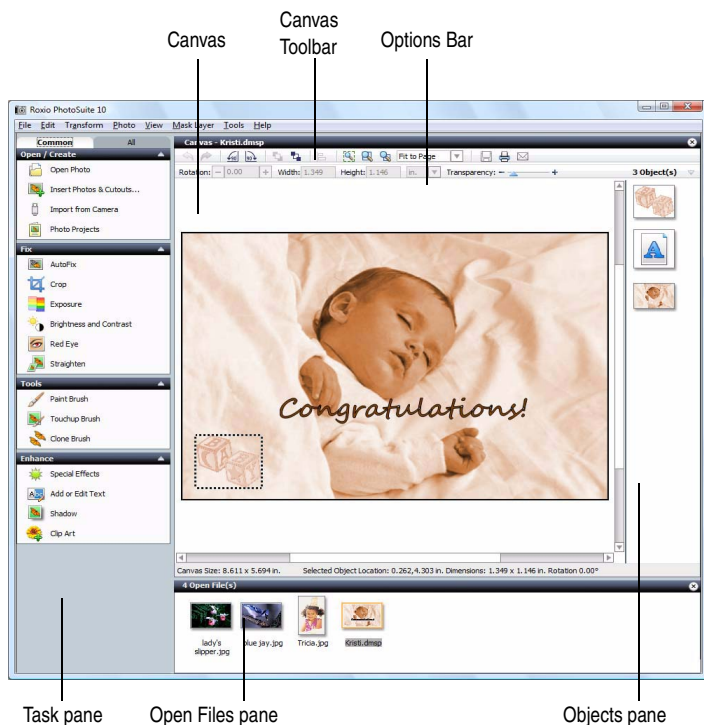 Canvas
Canvas
Toolbar
Options Bar
Roxio PhotoSuite 10
File Edit Transform Photo View Mask Layer Tools Help
Common All
Canvas - Kristi.dmsp
Open / Create
Open Photo
Insert Photos & Cutouts...
Import from Camera
Photo Projects
Fix
AutoFix
Crop
Exposure
Brightness and Contrast
Red Eye
Straighten
Tools
Paint Brush
Touchup Brush
Clone Brush
Enhance
Special Effects
Add or Edit Text
Shadow
Clip Art
Fit to Page
Rotation: 0.00 Width: 1.349 Height: 1.146 in. Transparency: 3 Object(s)
Congratulations!
Canvas Size: 8.611 x 5.694 in. Selected Object Location: 0.262,4.303 in. Dimensions: 1.349 x 1.146 in. Rotation 0.00°
4 Open File(s)
lady's
slipper.jpg
blue jay.jpg
Tricia.jpg
Kristi.dmsp
Task pane
Open Files pane
Objects pane